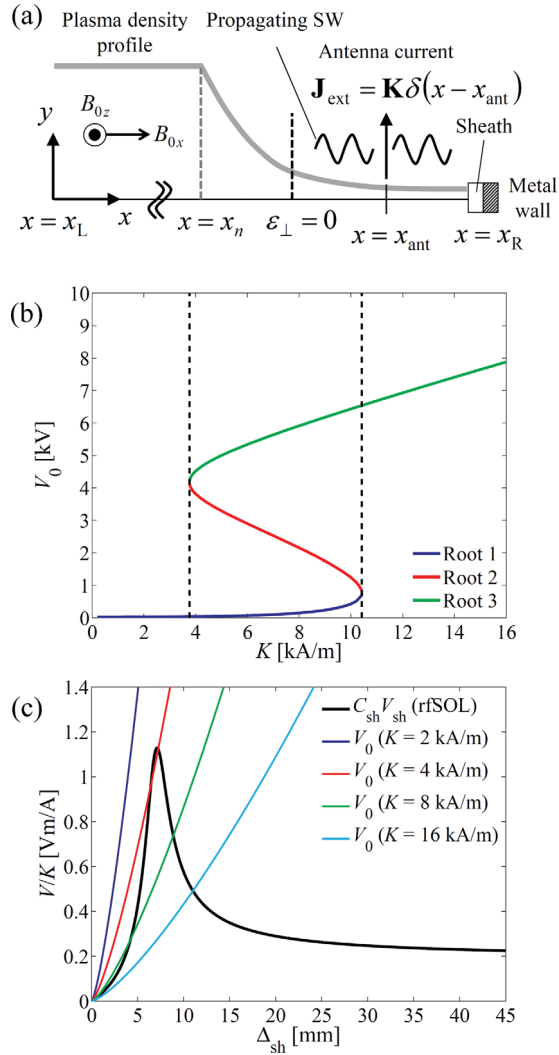 (a)
Plasma density profile
Propagating SW
Antenna current
J_ext = Kδ(x − x_ant)
Sheath
y
B_0z
B_0x
Metal wall
x = x_L
x
x = x_n
ε_⊥ = 0
x = x_ant
x = x_R
(b)
10
9
8
7
6
5
4
3
2
1
0
V_0 [kV]
Root 1
Root 2
Root 3
0 2 4 6 8 10 12 14 16
K [kA/m]
(c)
1.4
1.2
1
0.8
0.6
0.4
0.2
0
V/K [Vm/A]
C_sh V_sh (rfSOL)
V_0 (K = 2 kA/m)
V_0 (K = 4 kA/m)
V_0 (K = 8 kA/m)
V_0 (K = 16 kA/m)
0 5 10 15 20 25 30 35 40 45
Δ_sh [mm]